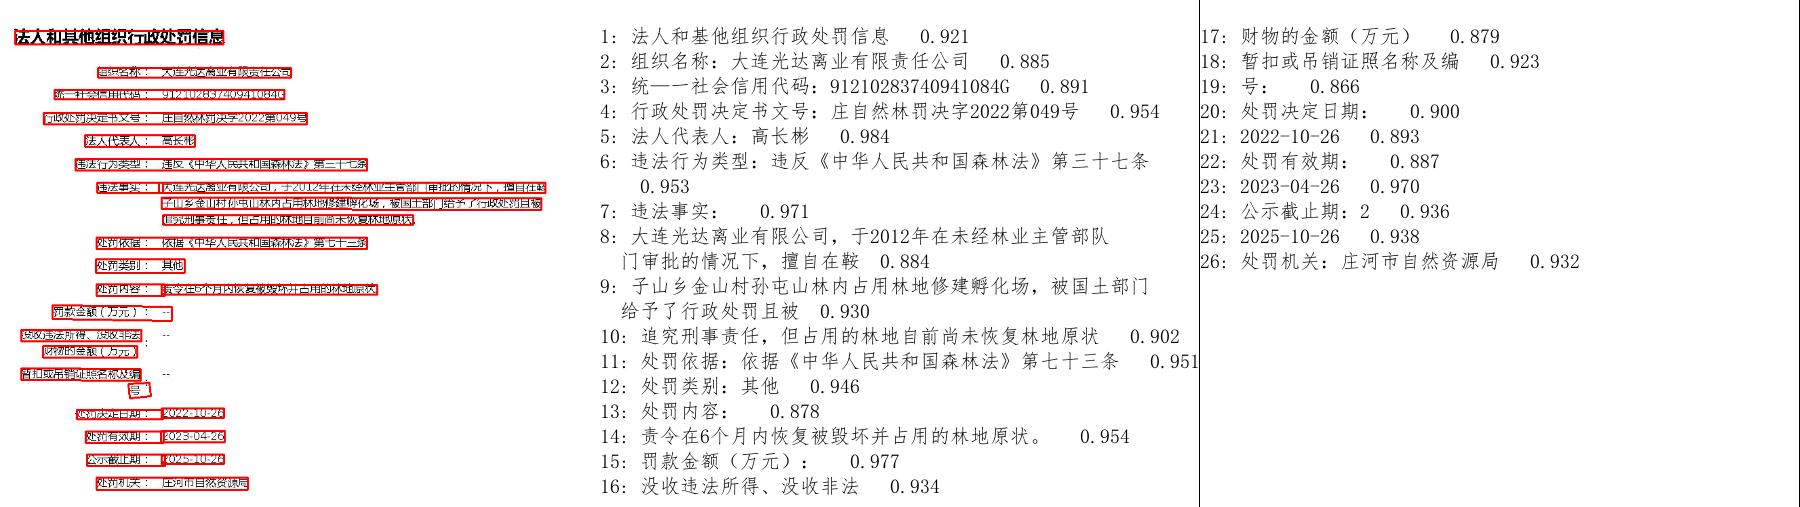 法人和其他组织行政处罚信息
组织名称： 大连光达离业有限责任公司
统一社会信用代码： 91210283740941084G
行政处罚决定书文号： 庄自然林罚决字2022第049号
法人代表人： 高长彬
违法行为类型： 违反《中华人民共和国森林法》第三十七条
违法事实： 大连光达离业有限公司，于2012年在未经林业主管部门审批的情况下，擅自在鞍
子山乡金山村孙屯山林内占用林地修建孵化场，被国土部门给予了行政处罚且被
追究刑事责任，但占用的林地目前尚未恢复林地原状
处罚依据： 依据《中华人民共和国森林法》第七十三条
处罚类别： 其他
处罚内容： 责令在6个月内恢复被毁坏并占用的林地原状。
罚款金额（万元）： --
没收违法所得、没收非法
财物的金额（万元）： --
暂扣或吊销证照名称及编
号： --
处罚决定日期： 2022-10-26
处罚有效期： 2023-04-26
公示截止期： 2025-10-26
处罚机关： 庄河市自然资源局
1: 法人和基他组织行政处罚信息 0.921
2: 组织名称：大连光达离业有限责任公司 0.885
3: 统—一社会信用代码：91210283740941084G 0.891
4: 行政处罚决定书文号：庄自然林罚决字2022第049号 0.954
5: 法人代表人：高长彬 0.984
6: 违法行为类型：违反《中华人民共和国森林法》第三十七条
0.953
7: 违法事实： 0.971
8: 大连光达离业有限公司，于2012年在未经林业主管部队
门审批的情况下，擅自在鞍 0.884
9: 子山乡金山村孙屯山林内占用林地修建孵化场，被国土部门
给予了行政处罚且被 0.930
10: 追究刑事责任，但占用的林地自前尚未恢复林地原状 0.902
11: 处罚依据：依据《中华人民共和国森林法》第七十三条 0.951
12: 处罚类别：其他 0.946
13: 处罚内容： 0.878
14: 责令在6个月内恢复被毁坏并占用的林地原状。 0.954
15: 罚款金额（万元）： 0.977
16: 没收违法所得、没收非法 0.934
17: 财物的金额（万元） 0.879
18: 暂扣或吊销证照名称及编 0.923
19: 号： 0.866
20: 处罚决定日期： 0.900
21: 2022-10-26 0.893
22: 处罚有效期： 0.887
23: 2023-04-26 0.970
24: 公示截止期：2 0.936
25: 2025-10-26 0.938
26: 处罚机关：庄河市自然资源局 0.932